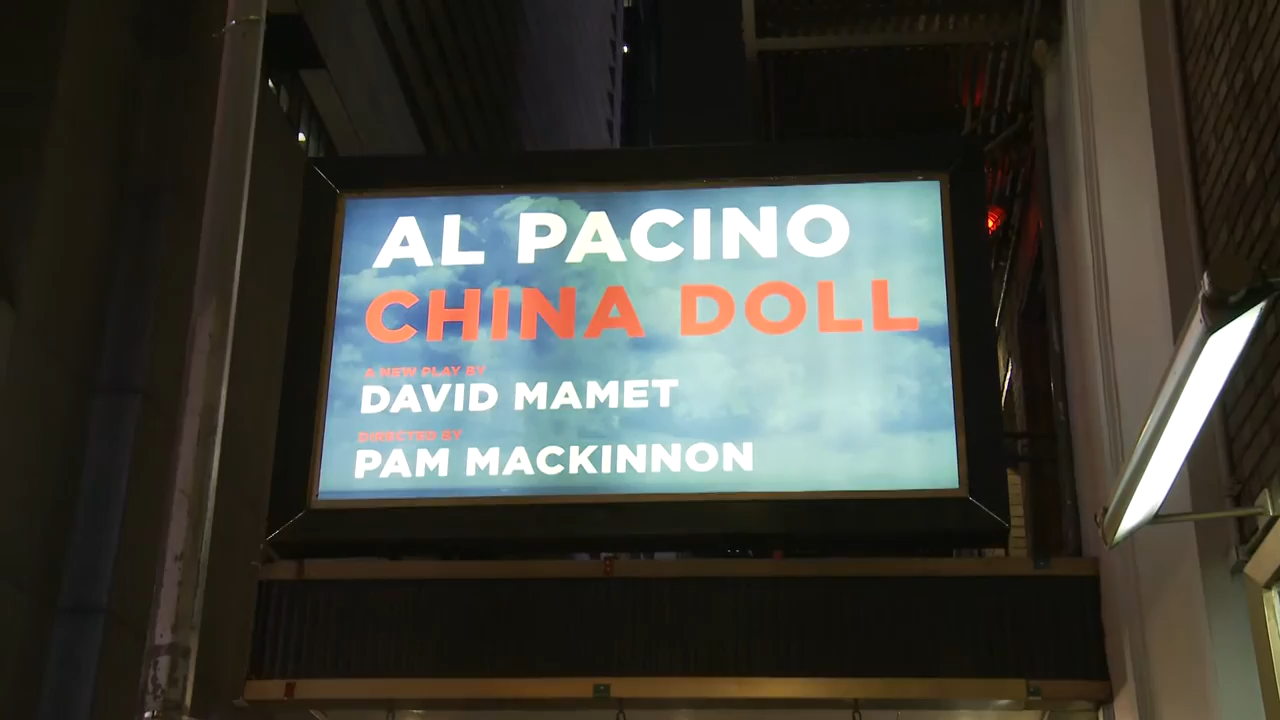 AL PACINO
CHINA DOLL
A NEW PLAY BY
DAVID MAMET
DIRECTED BY
PAM MACKINNON